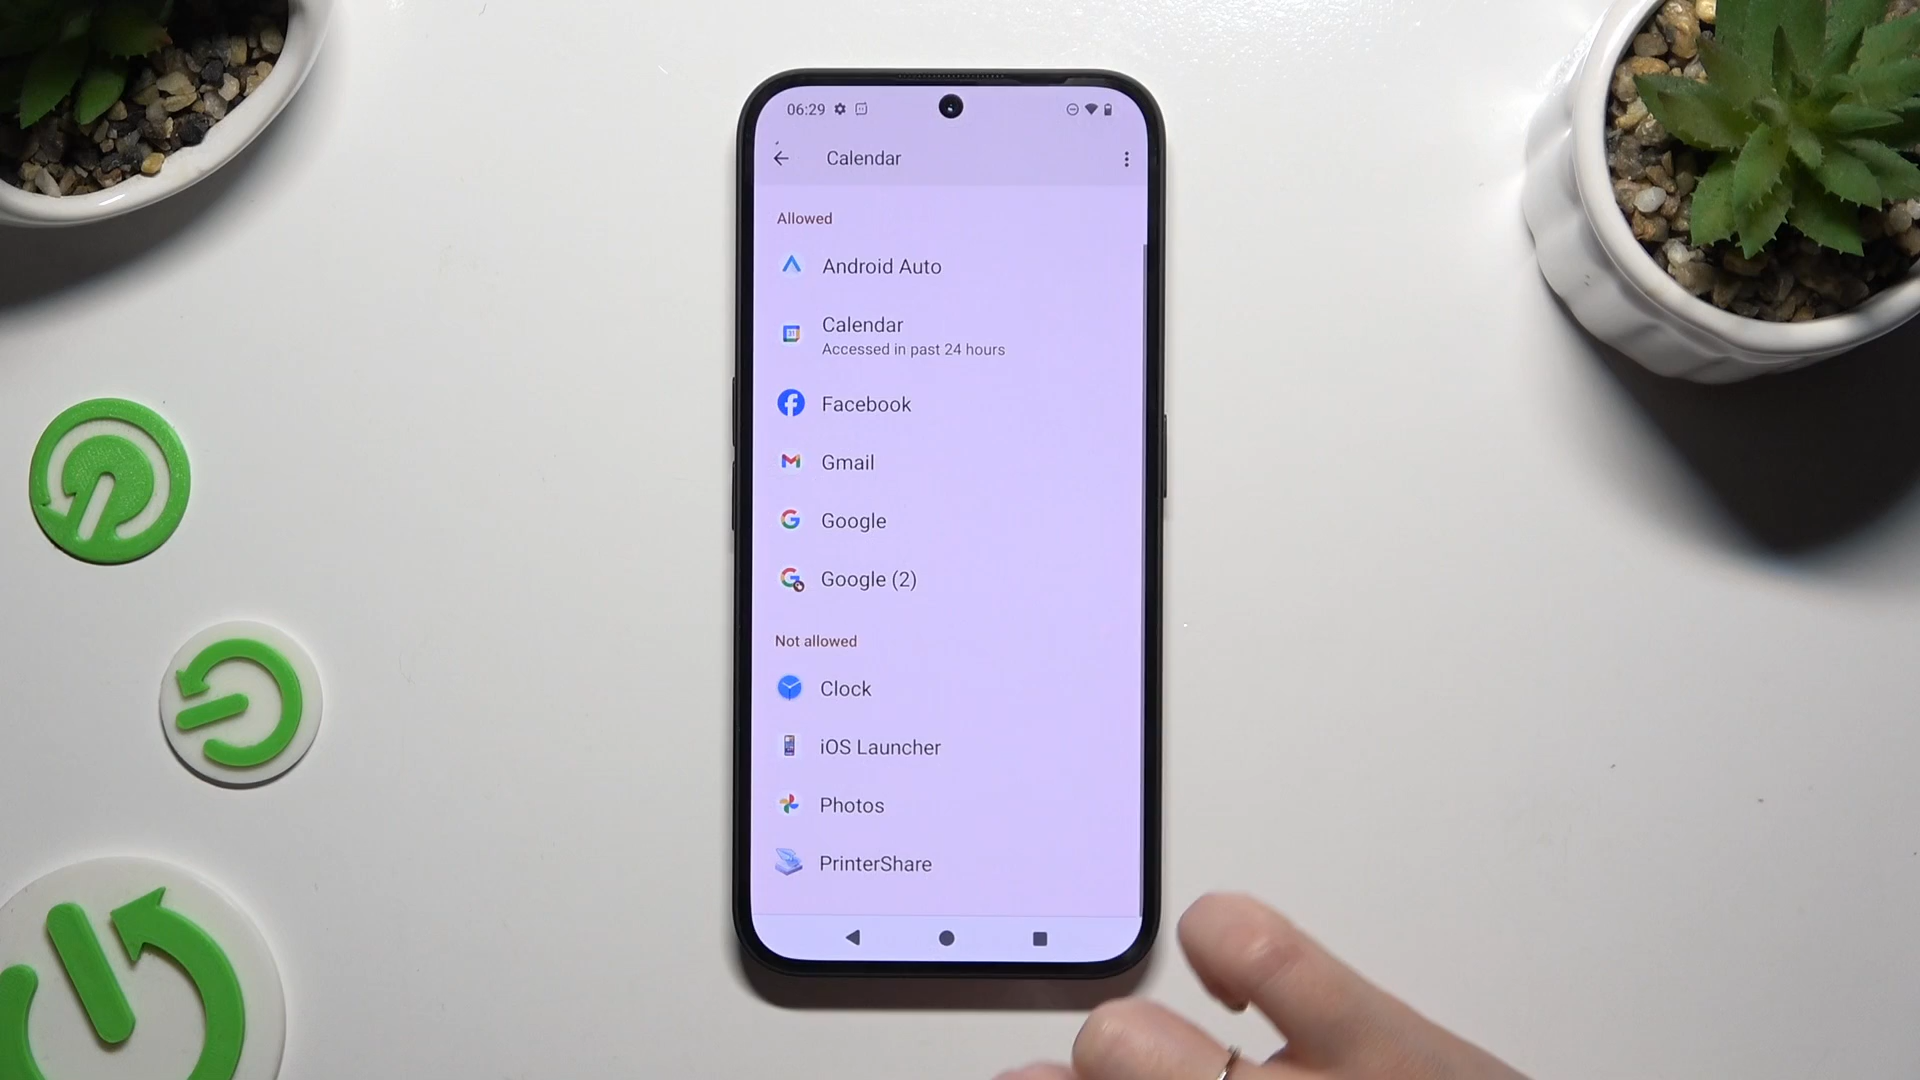 06:29
Calendar
Allowed
Android Auto
Calendar
Accessed in past 24 hours
Facebook
Gmail
Google
Google (2)
Not allowed
Clock
iOS Launcher
Photos
PrinterShare